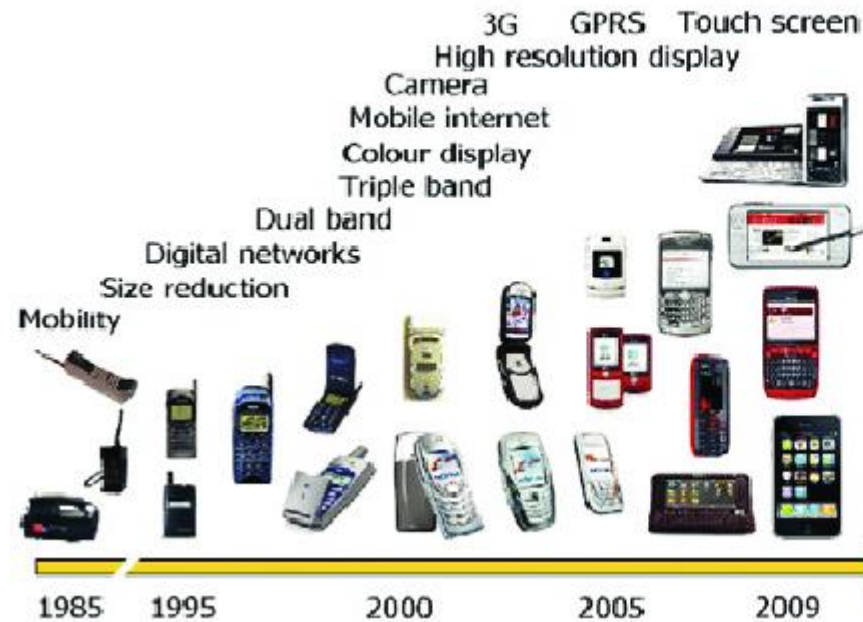 3G GPRS Touch screen
High resolution display
Camera
Mobile internet
Colour display
Triple band
Dual band
Digital networks
Size reduction
Mobility
1985 1995 2000 2005 2009